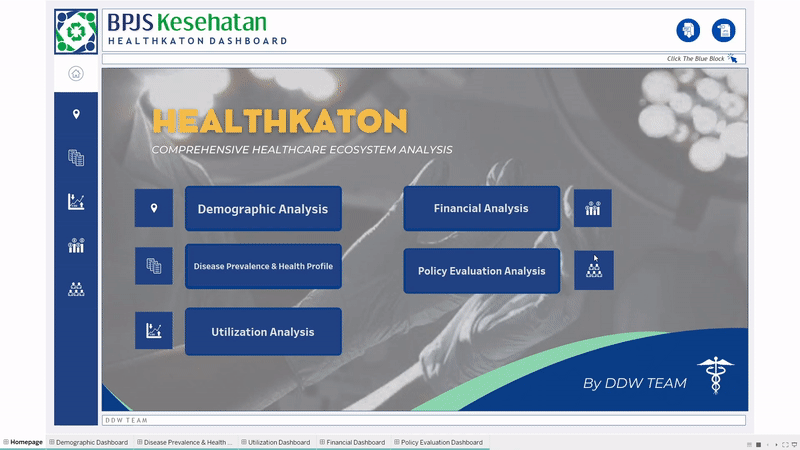 BPJS Kesehatan
HEALTHKATON DASHBOARD
Click The Blue Block
HEALTHKATON
COMPREHENSIVE HEALTHCARE ECOSYSTEM ANALYSIS
Demographic Analysis
Financial Analysis
Disease Prevalence & Health Profile
Policy Evaluation Analysis
Utilization Analysis
By DDW TEAM
DDW TEAM
Homepage
Demographic Dashboard
Disease Prevalence & Health ...
Utilization Dashboard
Financial Dashboard
Policy Evaluation Dashboard